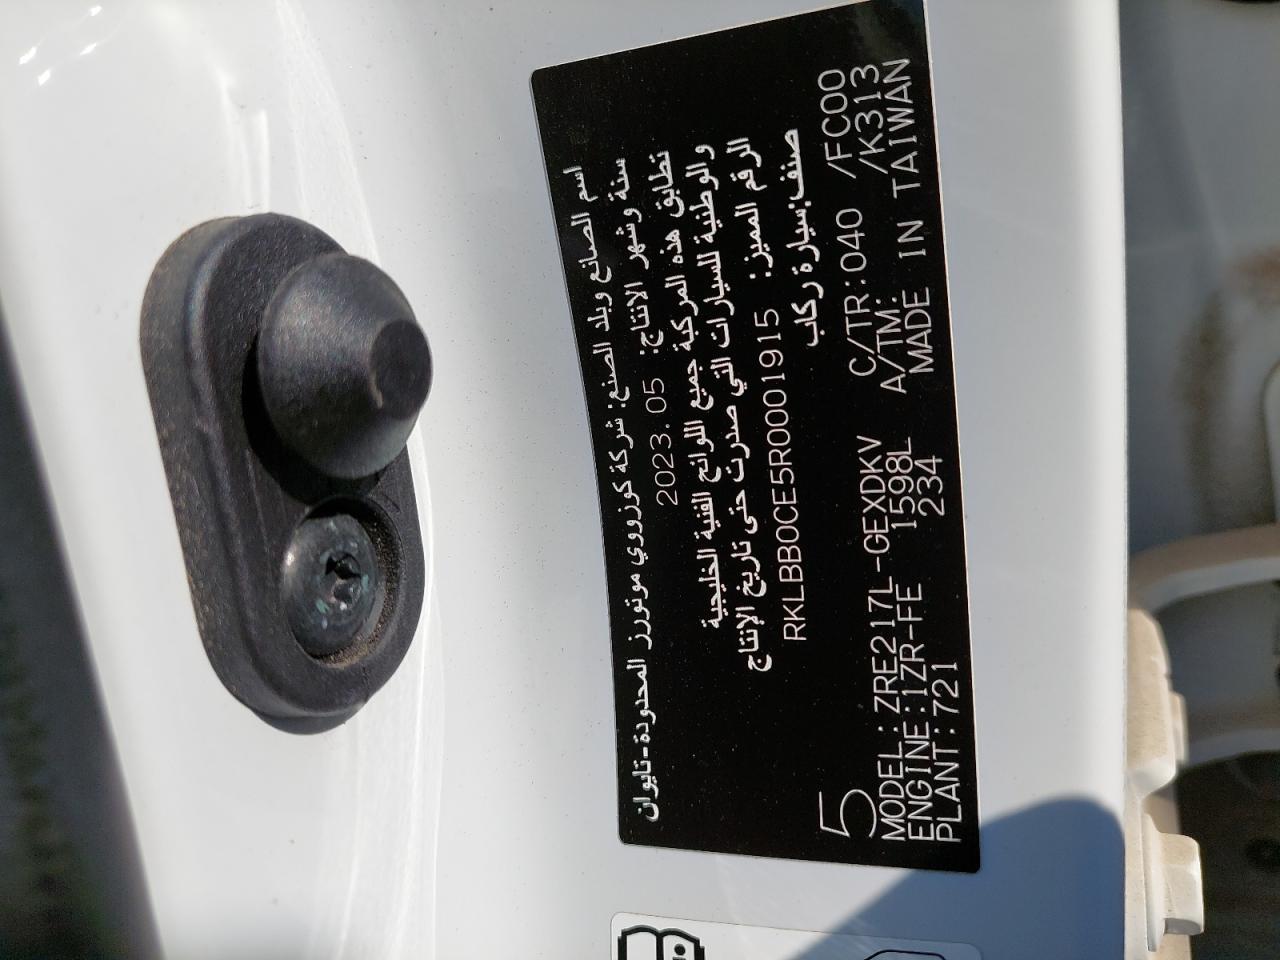 اسم الصانع وبلد الصنع: شركة كوزووي موتورز المحدودة-تايوان
سنة وشهر الانتاج: 2023.05
تطابق هذه المركبة جميع اللوائح الفنية الخليجية
والوطنية للسيارات التي صدرت حتى تاريخ الإنتاج
الرقم المميز: RKLBB0CE5R0001915
صنف:سيارة ركاب
5
MODEL:ZRE217L-GEXDKV C/TR:040 /FC00
ENGINE:1ZR-FE 1598L A/TM: /K313
PLANT:721 234 MADE IN TAIWAN